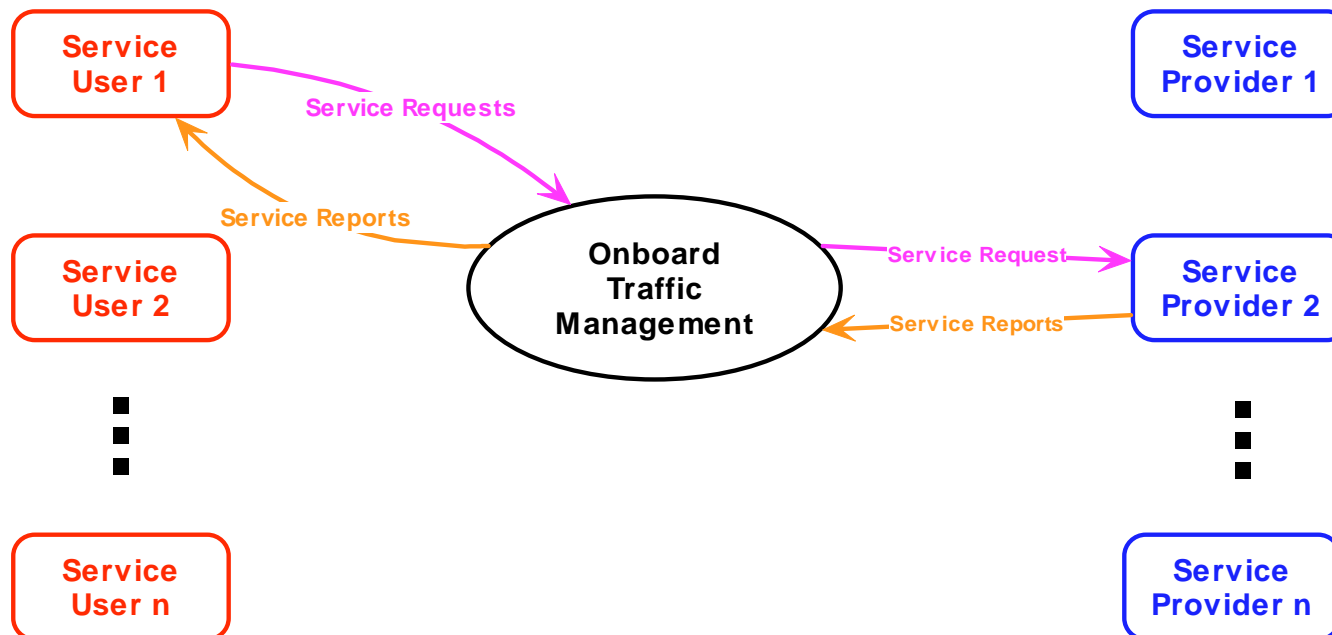 Service
User 1
Service
Provider 1
Service Requests
Service Reports
Service
User 2
Onboard
Traffic
Management
Service Request
Service Reports
Service
Provider 2
Service
User n
Service
Provider n